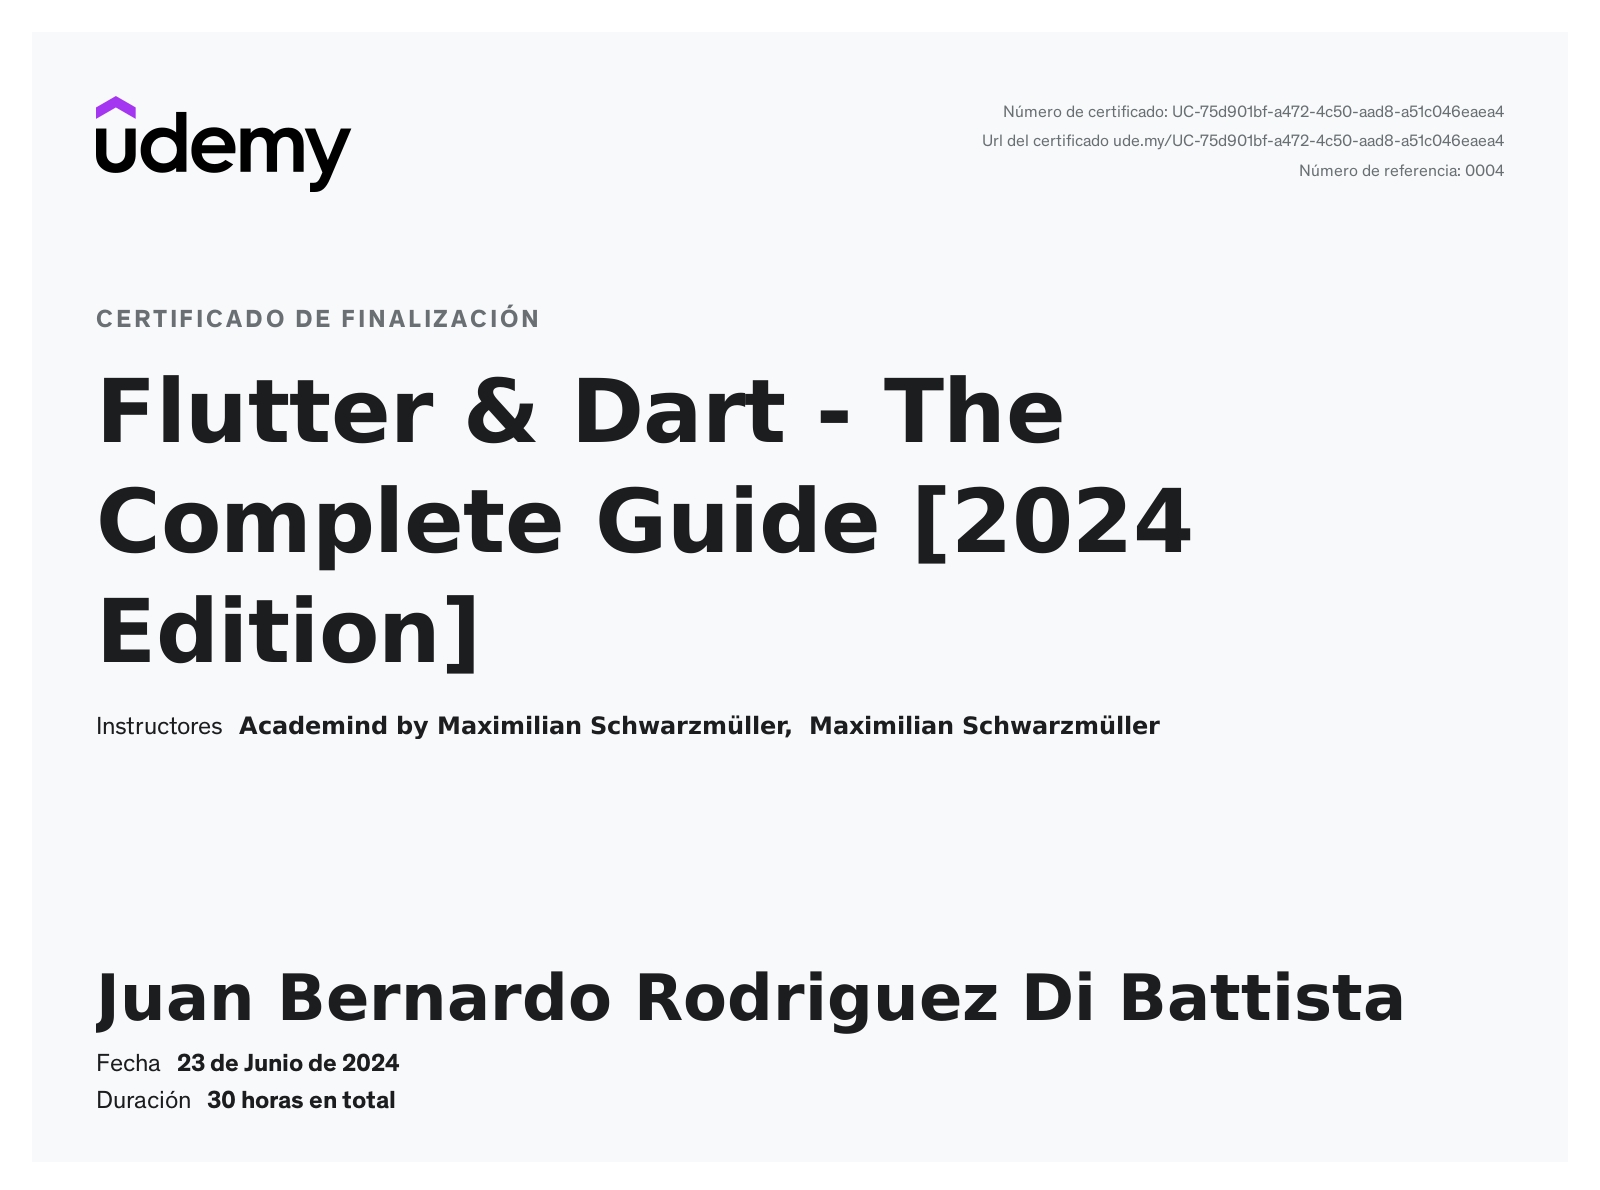 udemy
Número de certificado: UC-75d901bf-a472-4c50-aad8-a51c046eaea4
Url del certificado ude.my/UC-75d901bf-a472-4c50-aad8-a51c046eaea4
Número de referencia: 0004
CERTIFICADO DE FINALIZACIÓN
Flutter & Dart - The
Complete Guide [2024
Edition]
Instructores Academind by Maximilian Schwarzmüller, Maximilian Schwarzmüller
Juan Bernardo Rodriguez Di Battista
Fecha 23 de Junio de 2024
Duración 30 horas en total